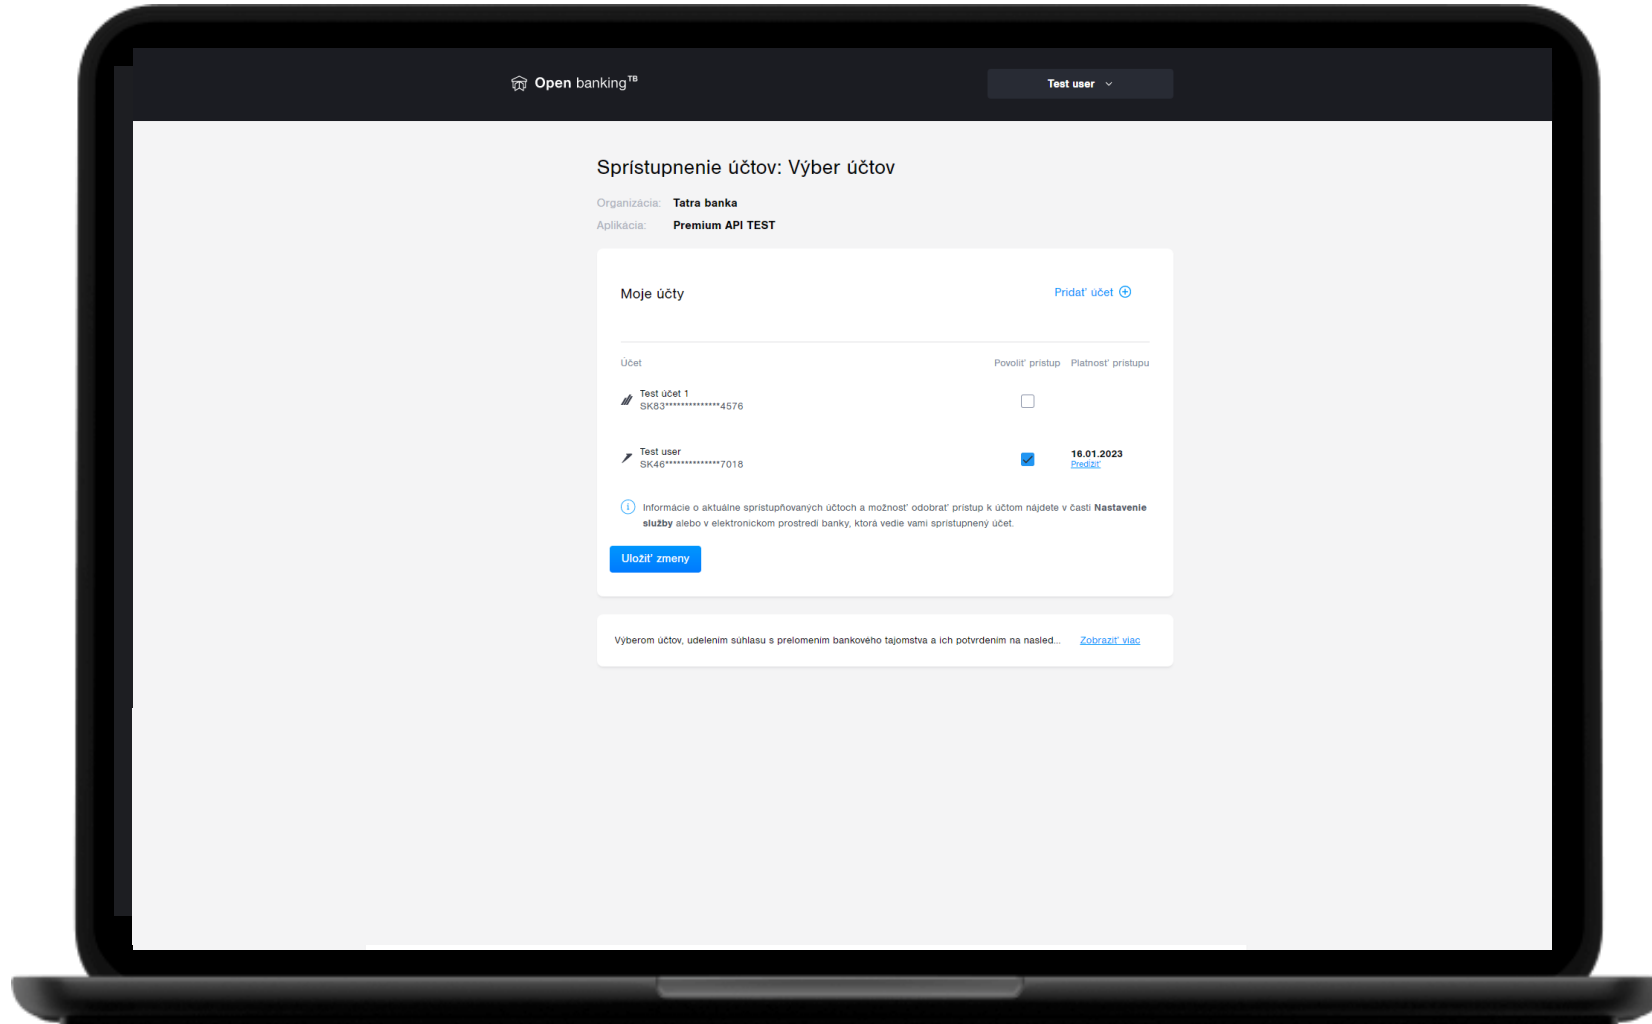 Open banking TB
Test user
Sprístupnenie účtov: Výber účtov
Organizácia: Tatra banka
Aplikácia: Premium API TEST
Moje účty
Pridať účet
Účet Povoliť prístup Platnosť prístupu
Test účet 1
SK83**************4576
Test user
SK46**************7018
16.01.2023
Predĺžiť
Informácie o aktuálne sprístupňovaných účtoch a možnosť odobrať prístup k účtom nájdete v časti Nastavenie
služby alebo v elektronickom prostredí banky, ktorá vedie vami sprístupnený účet.
Uložiť zmeny
Výberom účtov, udelením súhlasu s prelomením bankového tajomstva a ich potvrdením na nasled... Zobraziť viac